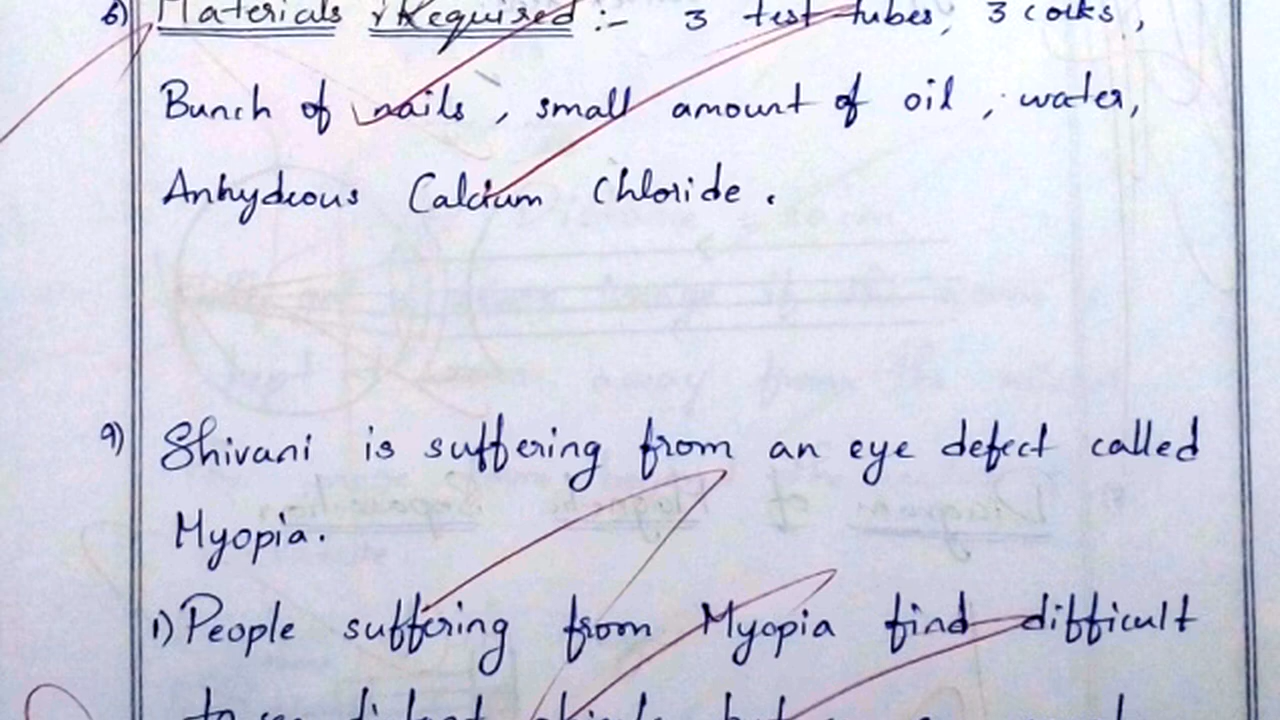 6) Materials Required :- 3 test tubes, 3 corks,
Bunch of nails, small amount of oil, water,
Anhydrous Calcium Chloride.
9) Shivani is suffering from an eye defect called
Myopia.
1) People suffering from Myopia find difficult